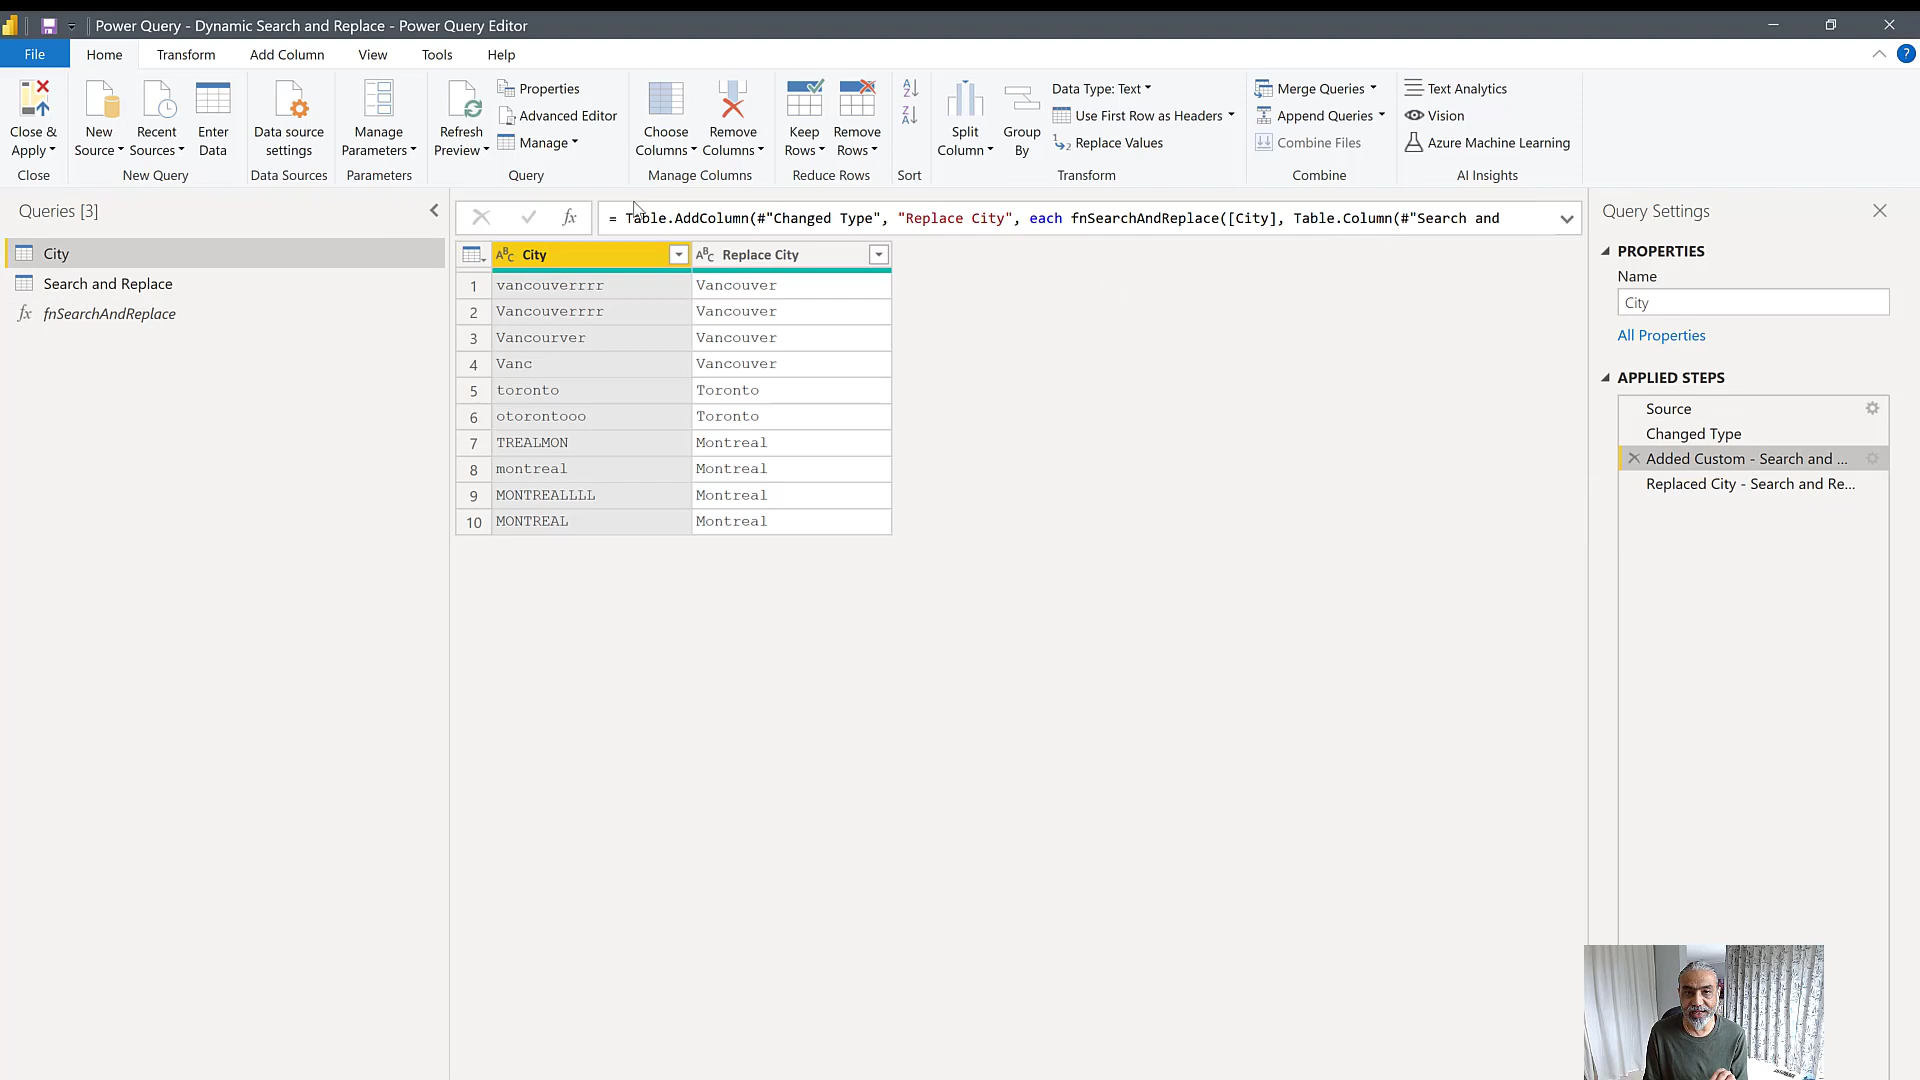 Power Query - Dynamic Search and Replace - Power Query Editor
File Home Transform Add Column View Tools Help
Close & Apply
New Source
Recent Sources
Enter Data
Data source settings
Manage Parameters
Refresh Preview
Properties
Advanced Editor
Manage
Choose Columns
Remove Columns
Keep Rows
Remove Rows
Split Column
Group By
Data Type: Text
Use First Row as Headers
Replace Values
Merge Queries
Append Queries
Combine Files
Text Analytics
Vision
Azure Machine Learning
Close New Query Data Sources Parameters Query Manage Columns Reduce Rows Sort Transform Combine AI Insights
Queries [3]
City
Search and Replace
fx fnSearchAndReplace
fx = Table.AddColumn(#"Changed Type", "Replace City", each fnSearchAndReplace([City], Table.Column(#"Search and
ABC City ABC Replace City
1 vancouverrrr Vancouver
2 Vancouverrrr Vancouver
3 Vancourver Vancouver
4 Vanc Vancouver
5 toronto Toronto
6 otorontooo Toronto
7 TREALMON Montreal
8 montreal Montreal
9 MONTREALLLL Montreal
10 MONTREAL Montreal
Query Settings
PROPERTIES
Name
City
All Properties
APPLIED STEPS
Source
Changed Type
Added Custom - Search and ...
Replaced City - Search and Re...